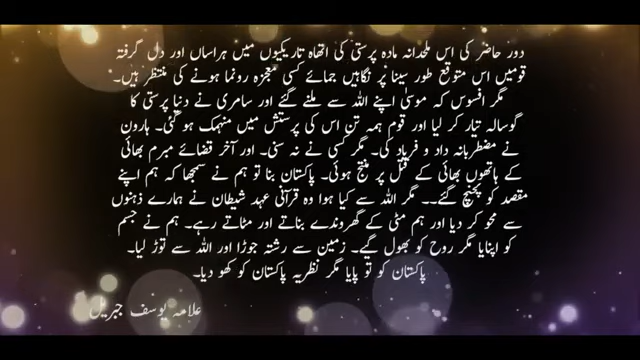 دور حاضر کی اس ملحدانہ مادہ پرستی کی اتھاہ تاریکیوں میں ہراساں اور دل گرفتہ
قومیں اس متوقع طور سینا پر نگاہیں جمائے کسی معجزہ رونما ہونے کی منتظر ہیں۔
مگر افسوس کہ موسیٰ اپنے اللہ سے ملنے گئے اور سامری نے دنیا پرستی کا
گوسالہ تیار کر لیا اور قوم ہمہ تن اس کی پرستش میں منہمک ہو گئی۔ ہارون
نے مضطربانہ داد و فریاد کی۔ مگر کسی نے نہ سنی۔ اور آخر قضائے مبرم بھائی
کے ہاتھوں بھائی کے قتل پر منتج ہوئی۔ پاکستان بنا تو ہم نے سمجھا کہ ہم اپنے
مقصد کو پہنچ گئے۔۔ مگر اللہ سے کیا ہوا وہ قرآنی عہد شیطان نے ہمارے ذہنوں
سے محو کر دیا اور ہم مٹی کے گھروندے بناتے اور مٹاتے رہے۔ ہم نے جسم
کو اپنایا مگر روح کو بھول گیے۔ زمین سے رشتہ جوڑا اور اللہ سے توڑ لیا۔
پاکستان کو تو پایا مگر نظریہ پاکستان کو کھو دیا۔
علامہ یوسف جبریل